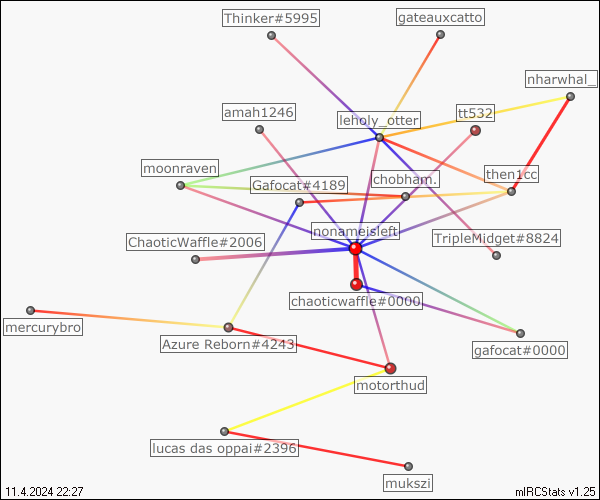 Thinker#5995
gateauxcatto
nharwhal_
amah1246
leholy_otter
tt532
moonraven
Gafocat#4189
chobham.
then1cc
nonameisleft
ChaoticWaffle#2006
TripleMidget#8824
chaoticwaffle#0000
mercurybro
Azure Reborn#4243
gafocat#0000
motorthud
lucas das oppai#2396
mukszi
11.4.2024 22:27
mIRCStats v1.25